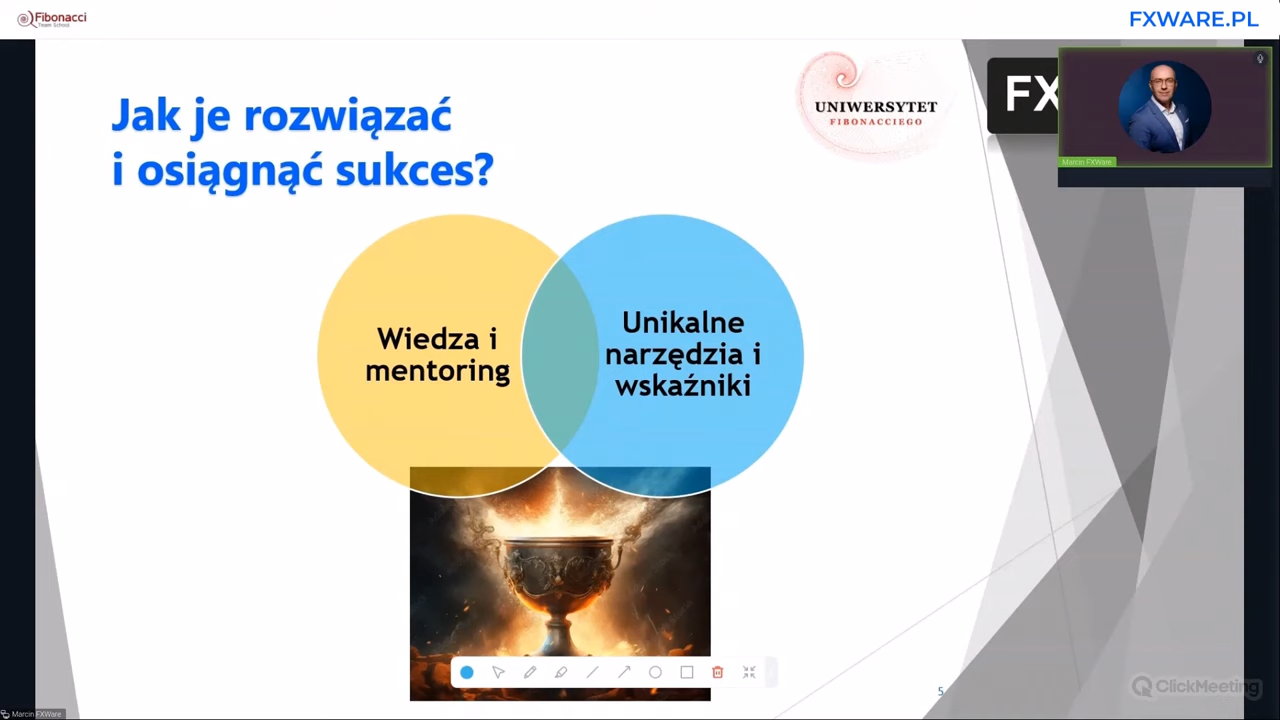 Fibonacci
Team School
FXWARE.PL
Jak je rozwiązać
i osiągnąć sukces?
UNIWERSYTET
FIBONACCIEGO
FX
Marcin FXWare
Wiedza i
mentoring
Unikalne
narzędzia i
wskaźniki
5
ClickMeeting
Marcin FXWare